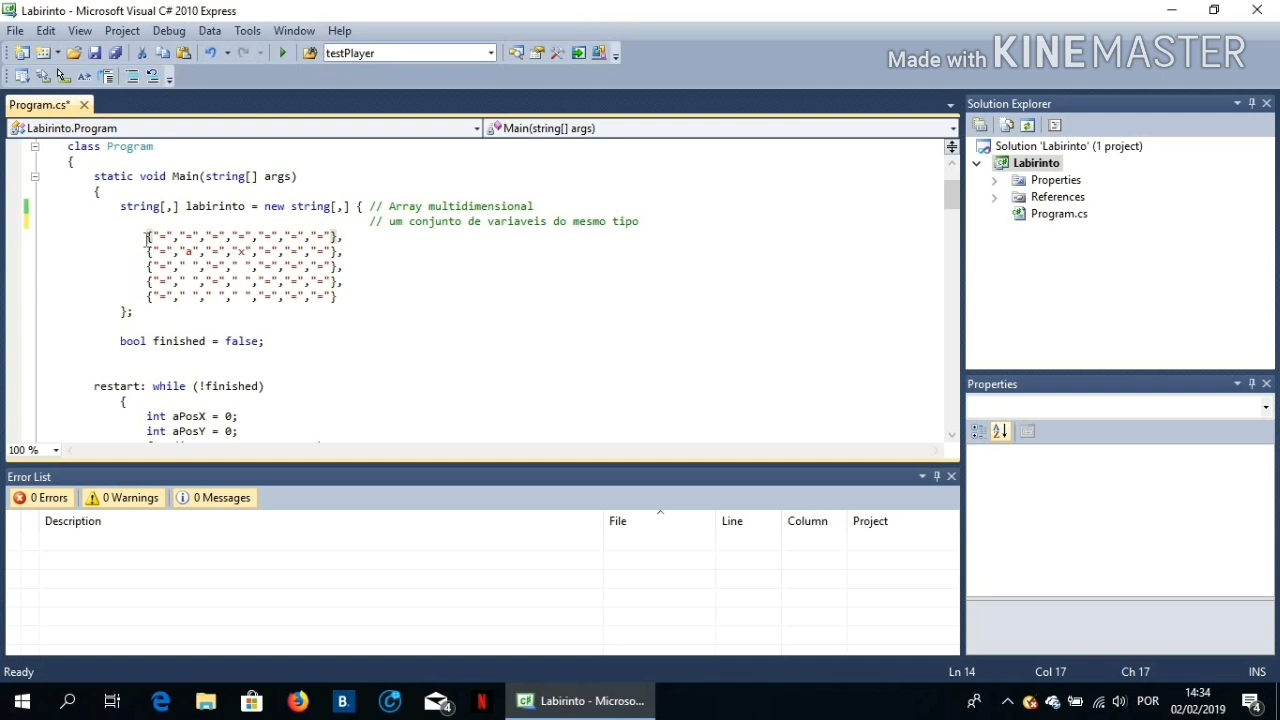 Labirinto - Microsoft Visual C# 2010 Express
File Edit View Project Debug Data Tools Window Help
testPlayer
Made with KINEMASTER
Program.cs* Solution Explorer
Labirinto.Program Main(string[] args)
class Program
{
static void Main(string[] args)
{
string[,] labirinto = new string[,] { // Array multidimensional
// um conjunto de variaveis do mesmo tipo
{"=","=","=","=","=","=","="},
{"=","a","=","x","=","=","="},
{"="," ","="," ","=","=","="},
{"="," ","="," ","=","=","="},
{"="," "," "," ","=","=","="}
};
bool finished = false;
restart: while (!finished)
{
int aPosX = 0;
int aPosY = 0;
100 %
Solution 'Labirinto' (1 project)
Labirinto
Properties
References
Program.cs
Properties
Error List
0 Errors 0 Warnings 0 Messages
Description File Line Column Project
Ready Ln 14 Col 17 Ch 17 INS
B. N Labirinto - Microso... POR 14:34
02/02/2019
4
4